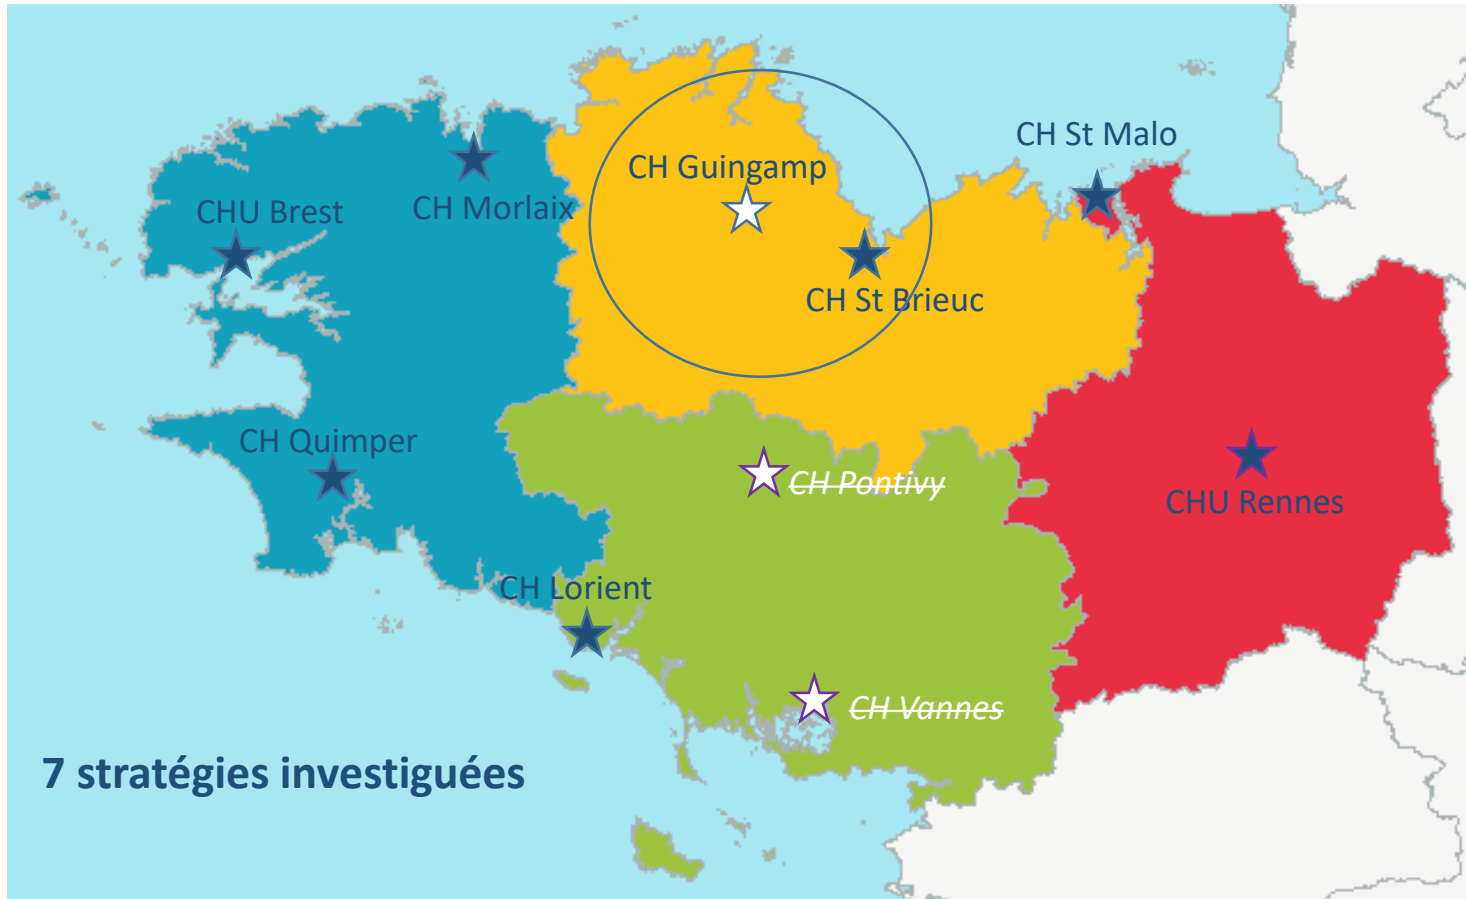 CH St Malo
CH Guingamp
CHU Brest
CH Morlaix
CH St Brieuc
CH Quimper
CH Pontivy
CHU Rennes
CH Lorient
CH Vannes
7 stratégies investiguées